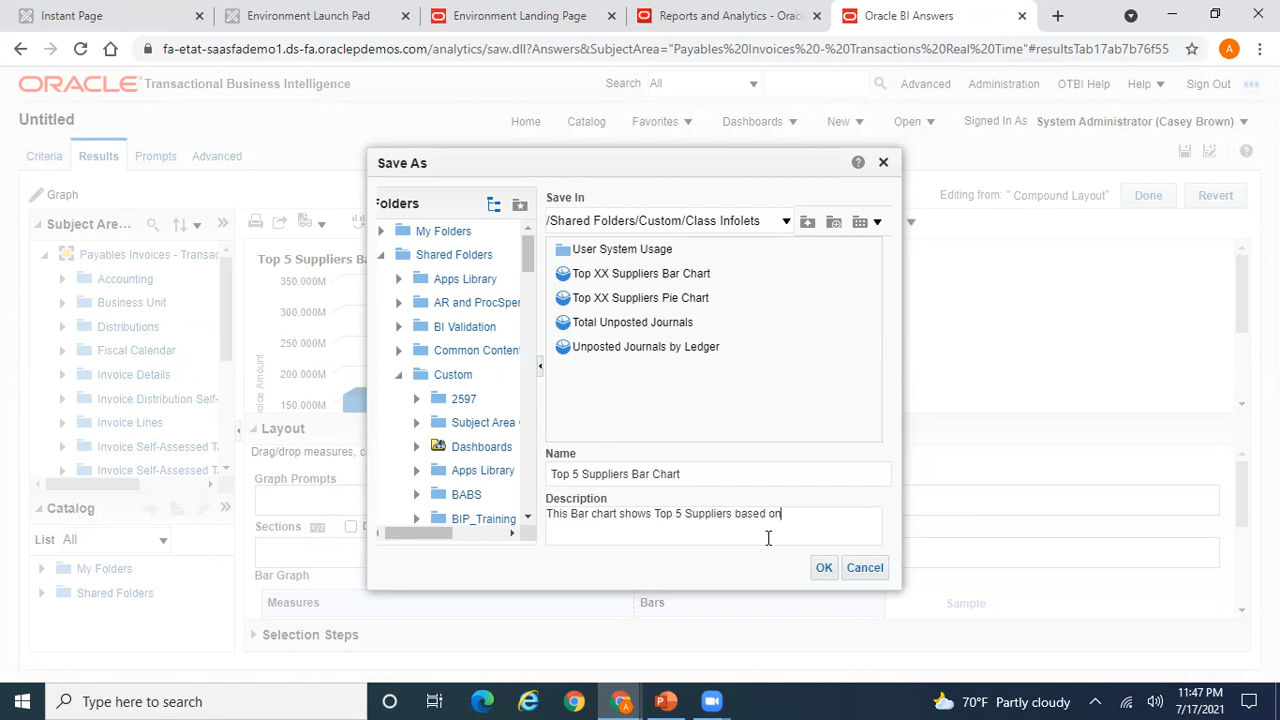 Instant Page
Environment Launch Pad
Environment Landing Page
Reports and Analytics - Orac
Oracle BI Answers
fa-etat-saasfademo1.ds-fa.oraclepdemos.com/analytics/saw.dll?Answers&SubjectArea="Payables%20Invoices%20-%20Transactions%20Real%20Time"#resultsTab17ab7b76f55
A
ORACLE Transactional Business Intelligence
Search All
Advanced Administration OTBI Help Help Sign Out
Untitled
Home Catalog Favorites Dashboards New Open Signed In As System Administrator (Casey Brown)
Criteria Results Prompts Advanced
Graph
Editing from: " Compound Layout"
Done
Revert
Subject Are...
Payables Invoices - Transac
Accounting
Business Unit
Distributions
Fiscal Calendar
Invoice Details
Invoice Distribution Self-
Invoice Lines
Invoice Self-Assessed Ta
Invoice Self-Assessed T
Catalog
List All
My Folders
Shared Folders
Top 5 Suppliers Ba
350.000M
300.000M
250.000M
200.000M
150.000M
oice Amount
Layout
Drag/drop measures, c
Graph Prompts
Sections
Bar Graph
Measures
Bars
Sample
Selection Steps
Save As
Folders
My Folders
Shared Folders
Apps Library
AR and ProcSper
BI Validation
Common Content
Custom
2597
Subject Area
Dashboards
Apps Library
BABS
BIP_Training
Save In
/Shared Folders/Custom/Class Infolets
User System Usage
Top XX Suppliers Bar Chart
Top XX Suppliers Pie Chart
Total Unposted Journals
Unposted Journals by Ledger
Name
Top 5 Suppliers Bar Chart
Description
This Bar chart shows Top 5 Suppliers based on
OK
Cancel
Type here to search
70°F Partly cloudy
11:47 PM
7/17/2021